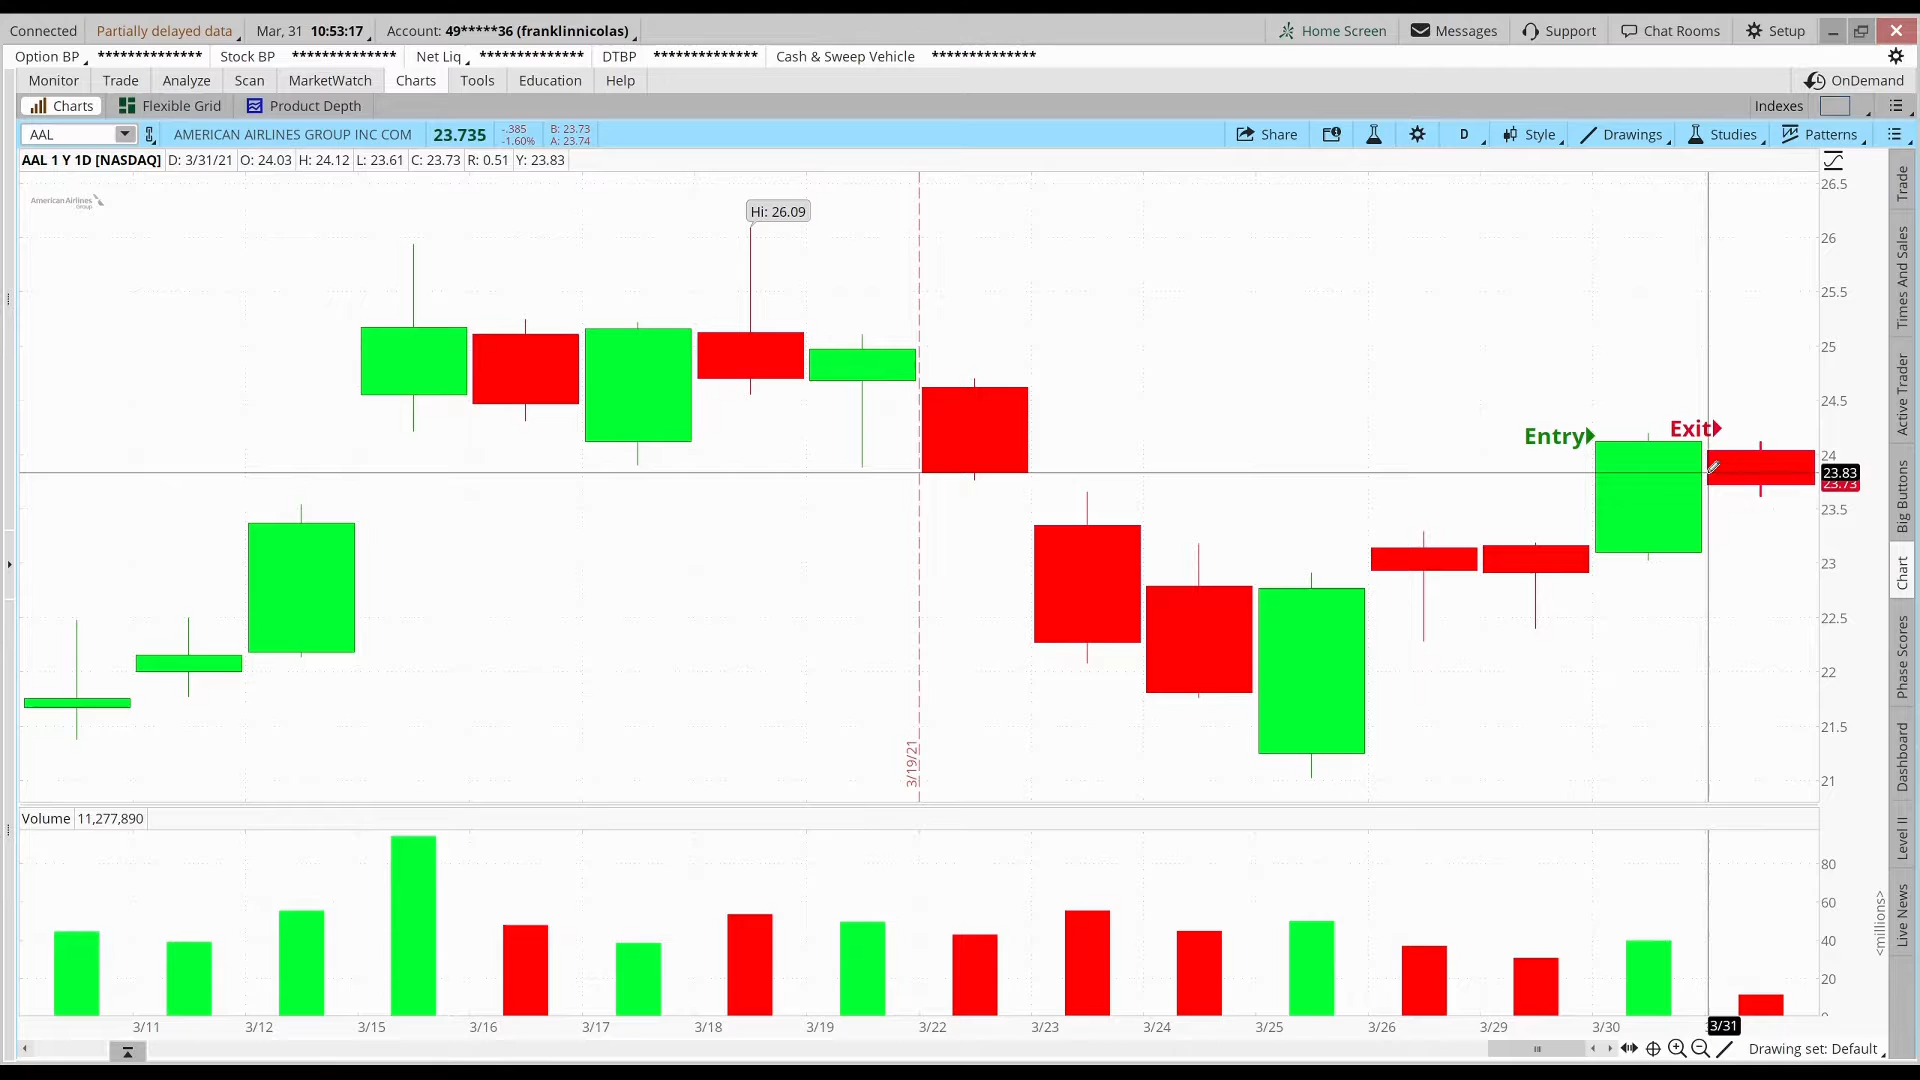 Connected Partially delayed data Mar, 31 10:53:17 Account: 49*****36 (franklinnicolas) Home Screen Messages Support Chat Rooms Setup
Option BP ************** Stock BP ************** Net Liq ************** DTBP ************** Cash & Sweep Vehicle **************
Monitor Trade Analyze Scan MarketWatch Charts Tools Education Help OnDemand
Charts Flexible Grid Product Depth Indexes
AAL AMERICAN AIRLINES GROUP INC COM 23.735 -.385 -1.60% B: 23.73 A: 23.74 Share D Style Drawings Studies Patterns
AAL 1 Y 1D [NASDAQ] D: 3/31/21 O: 24.03 H: 24.12 L: 23.61 C: 23.73 R: 0.51 Y: 23.83
American Airlines
Group
Hi: 26.09
Entry
Exit
3/19/21
26.5
26
25.5
25
24.5
24
23.83
23.73
23.5
23
22.5
22
21.5
21
Volume 11,277,890
80
60
40
20
0
<millions>
3/11 3/12 3/15 3/16 3/17 3/18 3/19 3/22 3/23 3/24 3/25 3/26 3/29 3/30 3/31
Drawing set: Default
Trade
Times And Sales
Active Trader
Big Buttons
Chart
Phase Scores
Dashboard
Level II
Live News